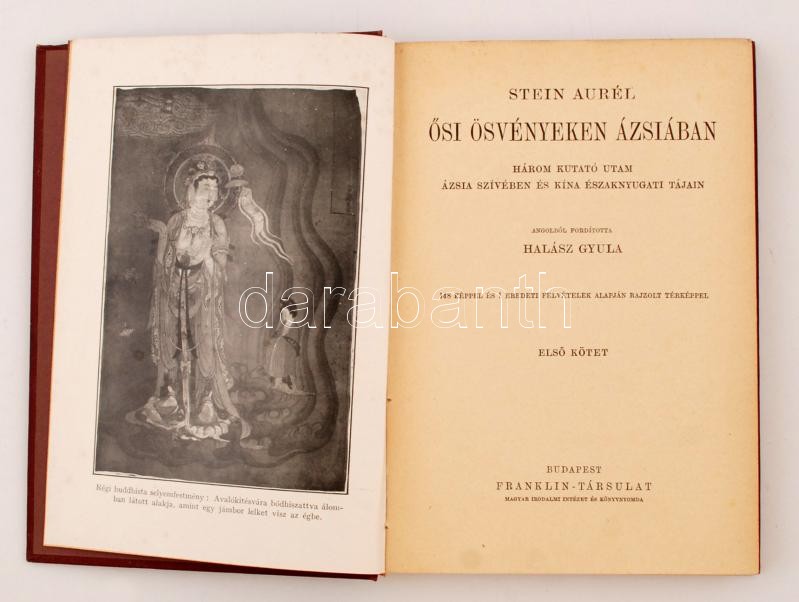 Régi buddhista selyemfestmény: Avalókitésvára bódhiszattva álom-
ban látott alakja, amint egy jámbor lelket visz az égbe.
STEIN AURÉL
ŐSI ÖSVÉNYEKEN ÁZSIÁBAN
HÁROM KUTATÓ UTAM
ÁZSIA SZÍVÉBEN ÉS KÍNA ÉSZAKNYUGATI TÁJAIN
ANGOLBÓL FORDÍTOTTA
HALÁSZ GYULA
KÉPPEL ÉS EREDETI FELVÉTELEK ALAPJÁN RAJZOLT TÉRKÉPPEL
ELSŐ KÖTET
BUDAPEST
FRANKLIN-TÁRSULAT
MAGYAR IRODALMI INTÉZET ÉS KÖNYVNYOMDA
darabanth